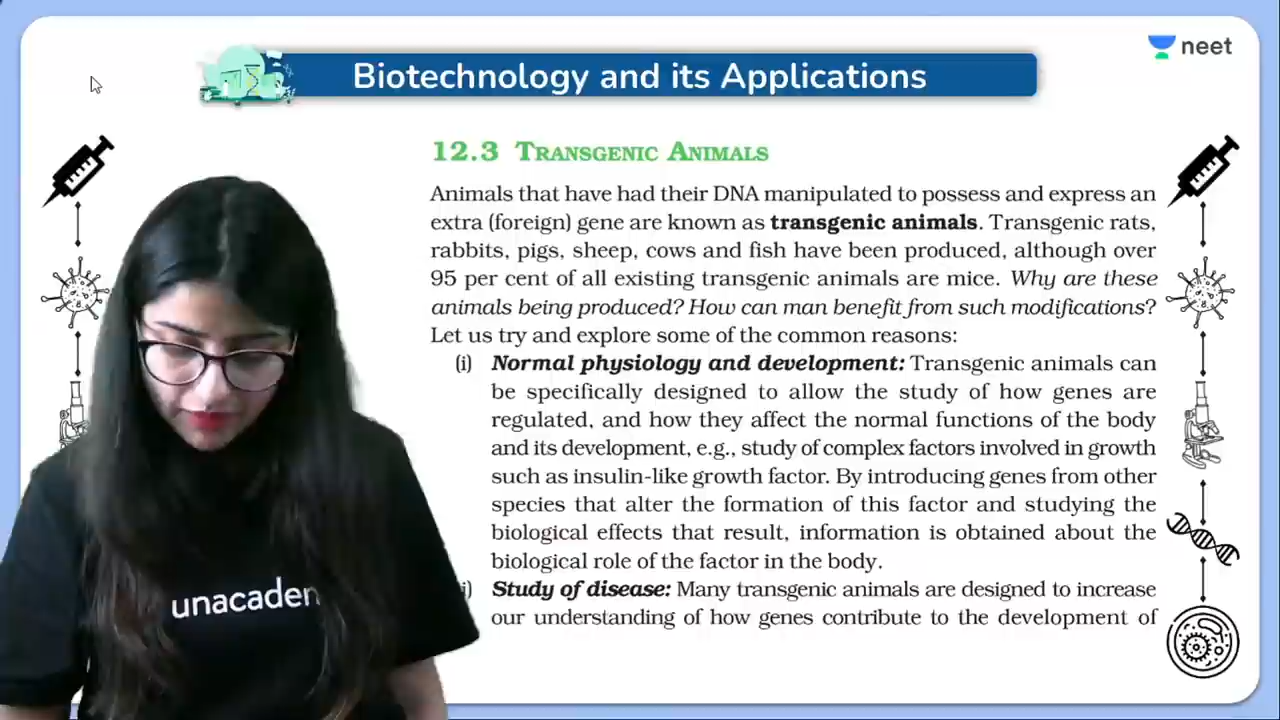 neet
Biotechnology and its Applications
12.3 TRANSGENIC ANIMALS
Animals that have had their DNA manipulated to possess and express an
extra (foreign) gene are known as transgenic animals. Transgenic rats,
rabbits, pigs, sheep, cows and fish have been produced, although over
95 per cent of all existing transgenic animals are mice. Why are these
animals being produced? How can man benefit from such modifications?
Let us try and explore some of the common reasons:
(i) Normal physiology and development: Transgenic animals can
be specifically designed to allow the study of how genes are
regulated, and how they affect the normal functions of the body
and its development, e.g., study of complex factors involved in growth
such as insulin-like growth factor. By introducing genes from other
species that alter the formation of this factor and studying the
biological effects that result, information is obtained about the
biological role of the factor in the body.
i) Study of disease: Many transgenic animals are designed to increase
our understanding of how genes contribute to the development of
unacaden